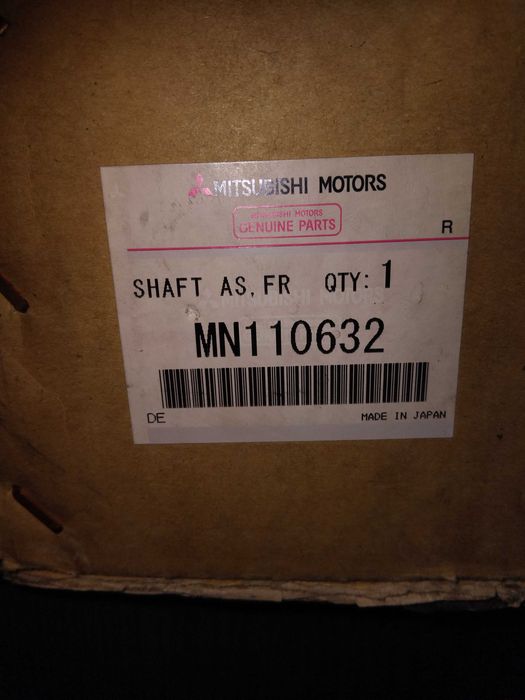 MITSUBISHI MOTORS
MITSUBISHI MOTORS
GENUINE PARTS
R
SHAFT AS,FR QTY: 1
MN110632
DE
MADE IN JAPAN